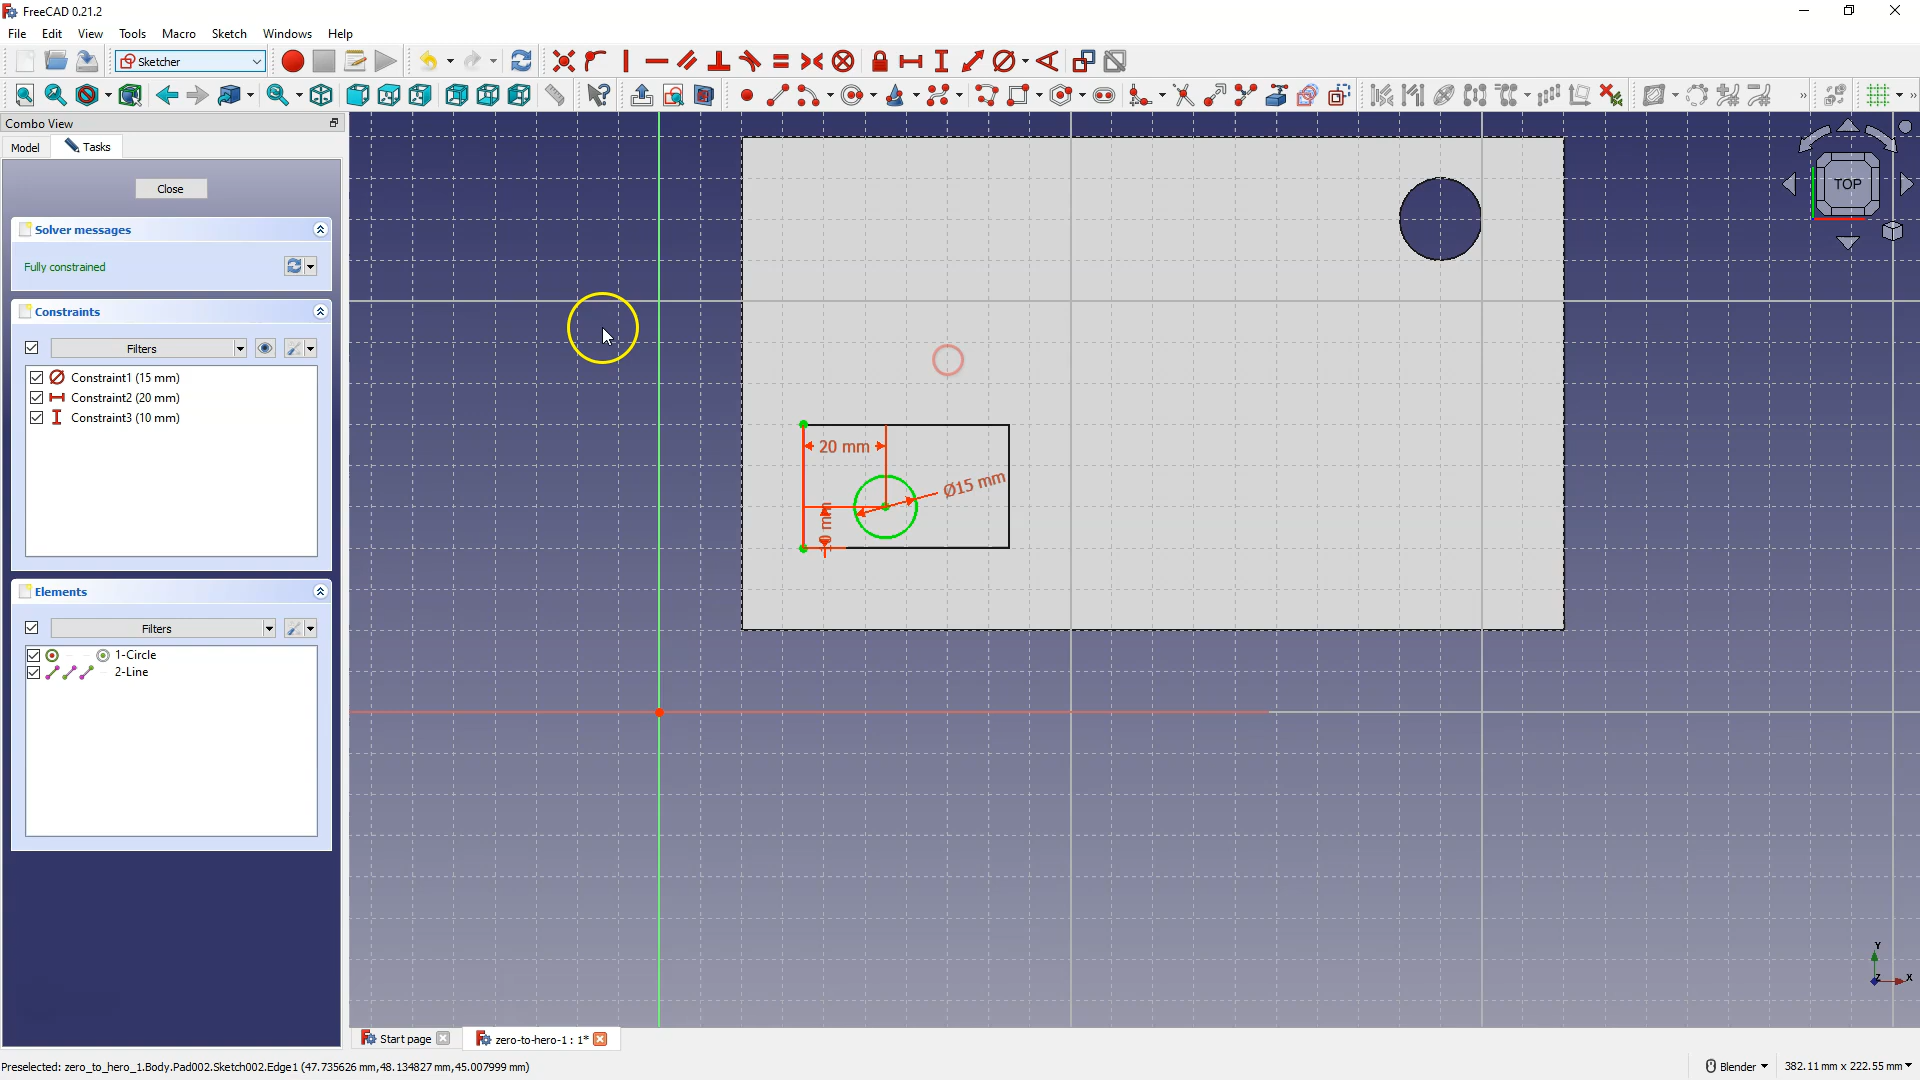 FreeCAD 0.21.2
File Edit View Tools Macro Sketch Windows Help
Sketcher
Combo View
Model Tasks
Close
Solver messages
Fully constrained
Constraints
Filters
Constraint1 (15 mm)
Constraint2 (20 mm)
Constraint3 (10 mm)
Elements
Filters
1-Circle
2-Line
TOP
20 mm
Ø15 mm
10 mm
Y
Z
X
Start page
zero-to-hero-1 : 1*
Preselected: zero_to_hero_1.Body.Pad002.Sketch002.Edge1 (47.735626 mm,48.134827 mm,45.007999 mm)
Blender
382.11 mm x 222.55 mm